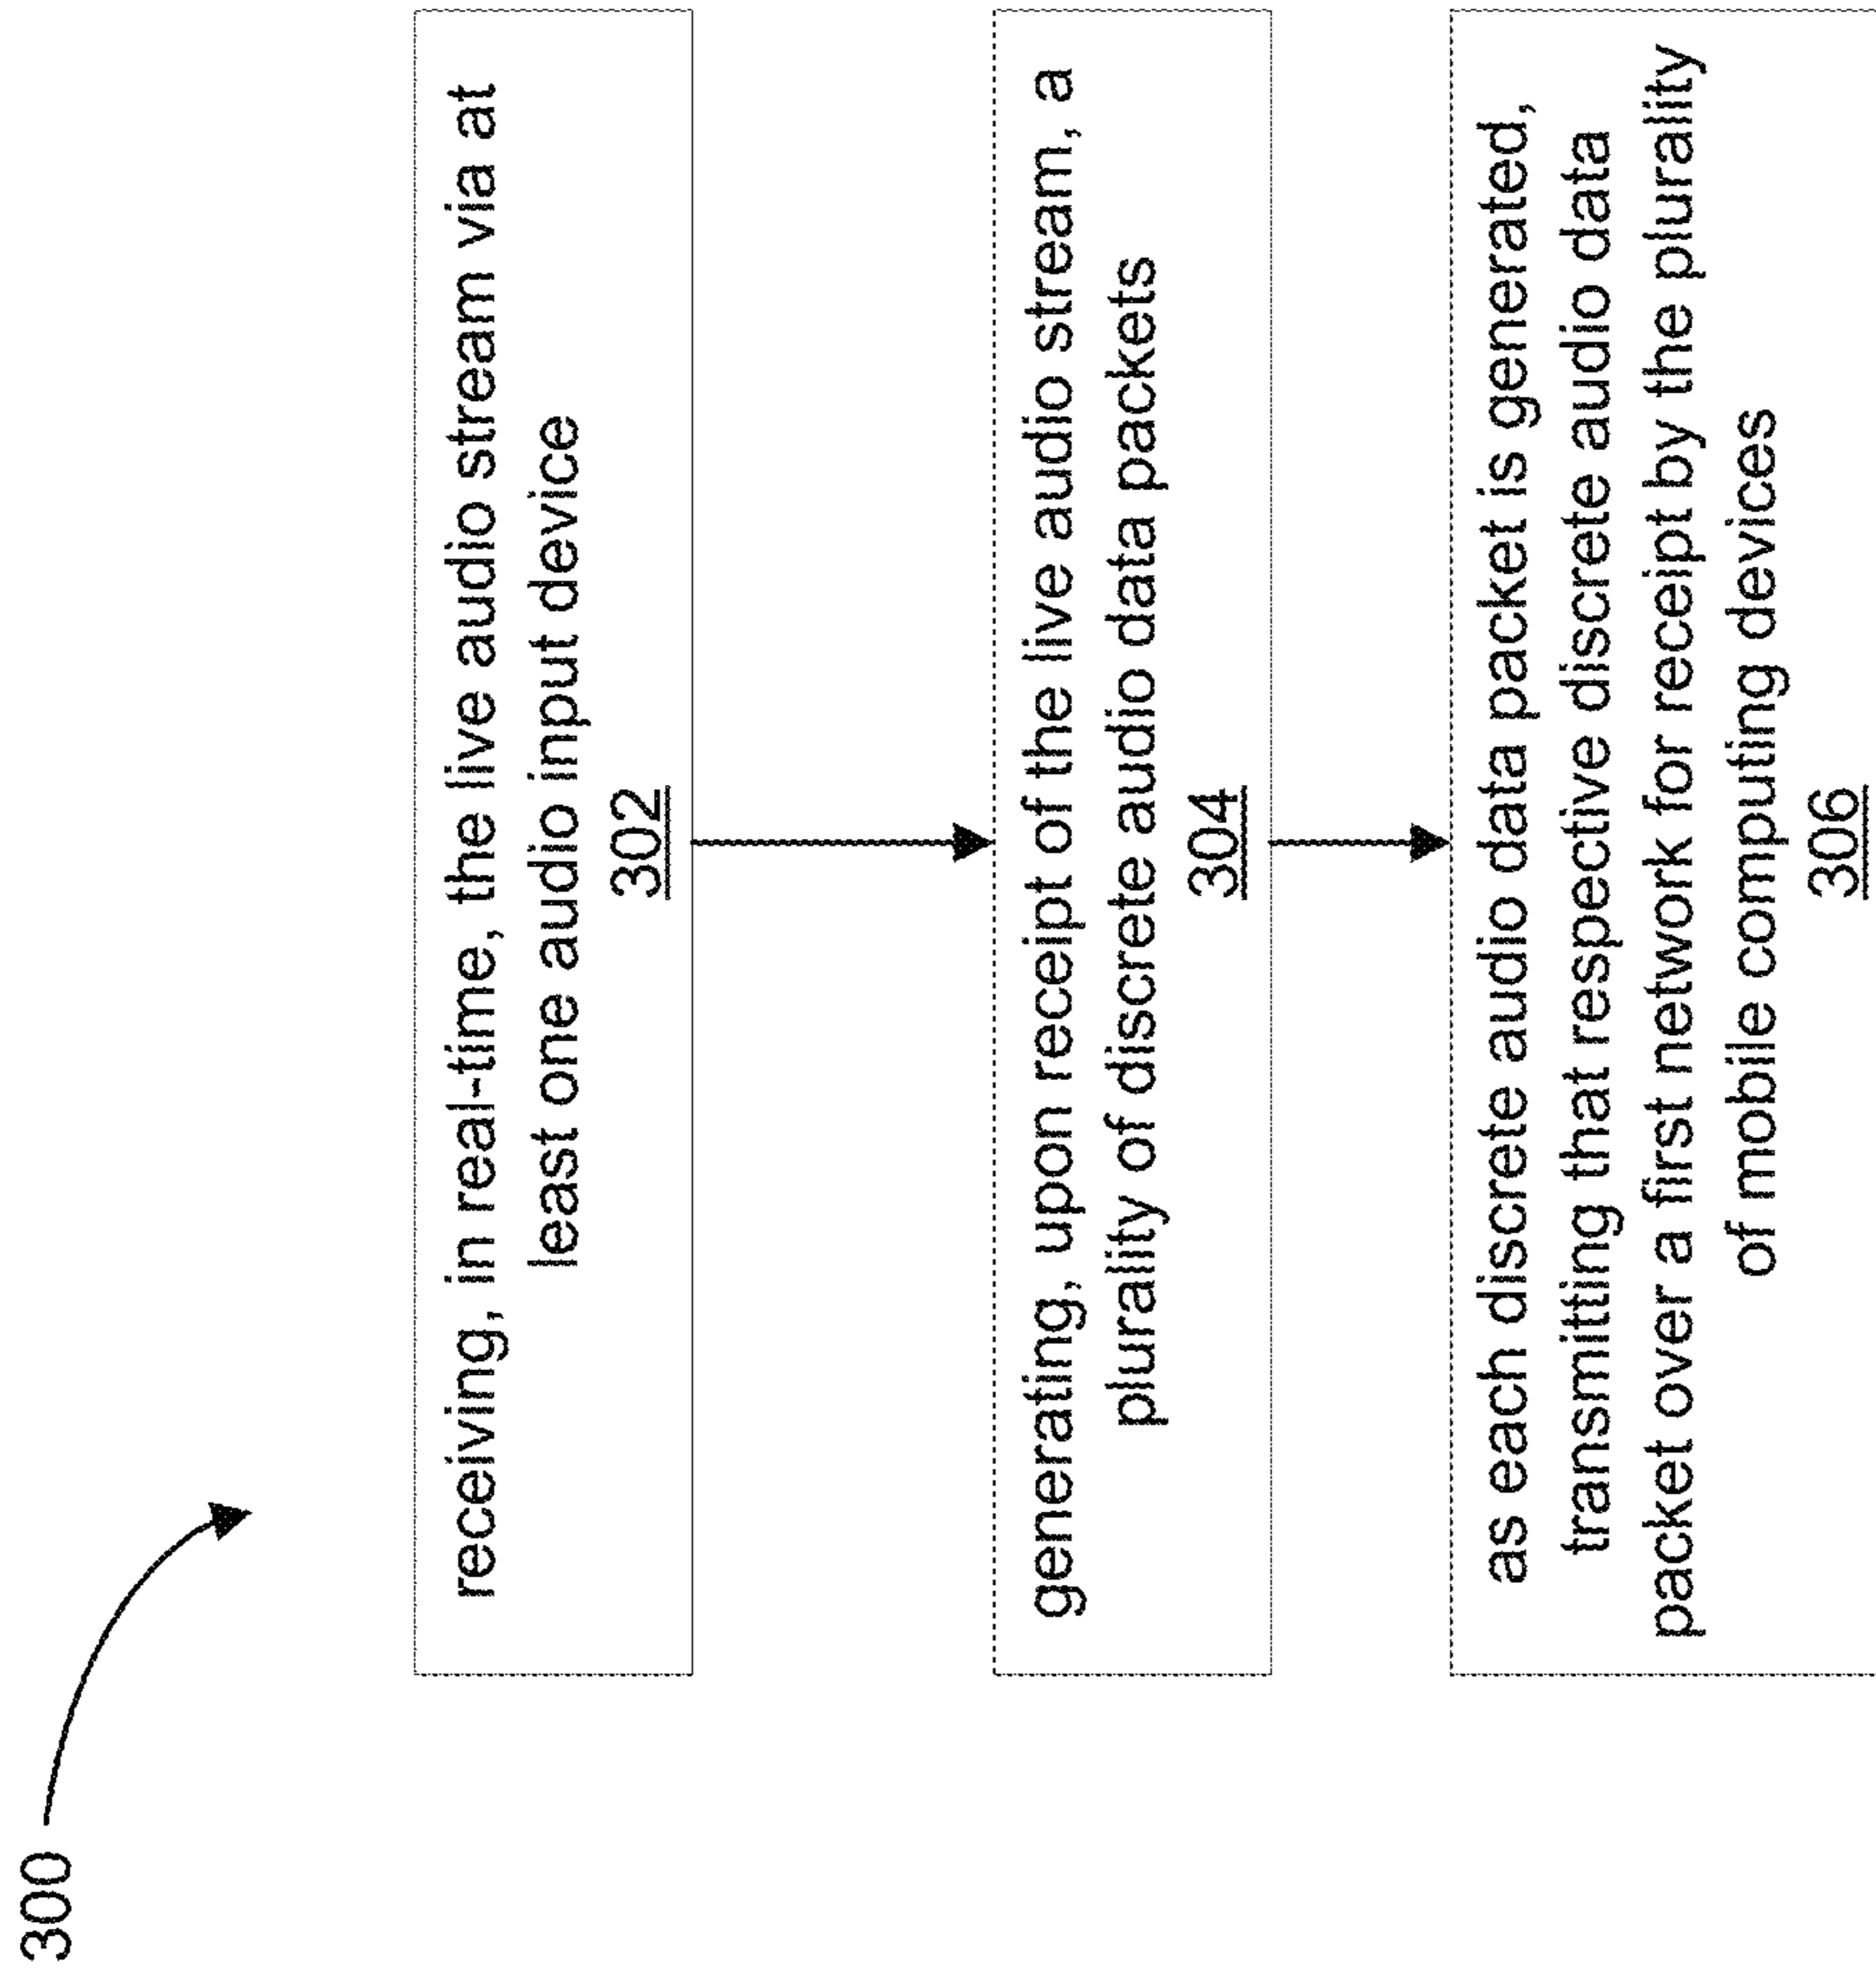 300
receiving, in real-time, the live audio stream via at
least one audio input device
302
generating, upon receipt of the live audio stream, a
plurality of discrete audio data packets
304
as each discrete audio data packet is generated,
transmitting that respective discrete audio data
packet over a first network for receipt by the plurality
of mobile computing devices
306